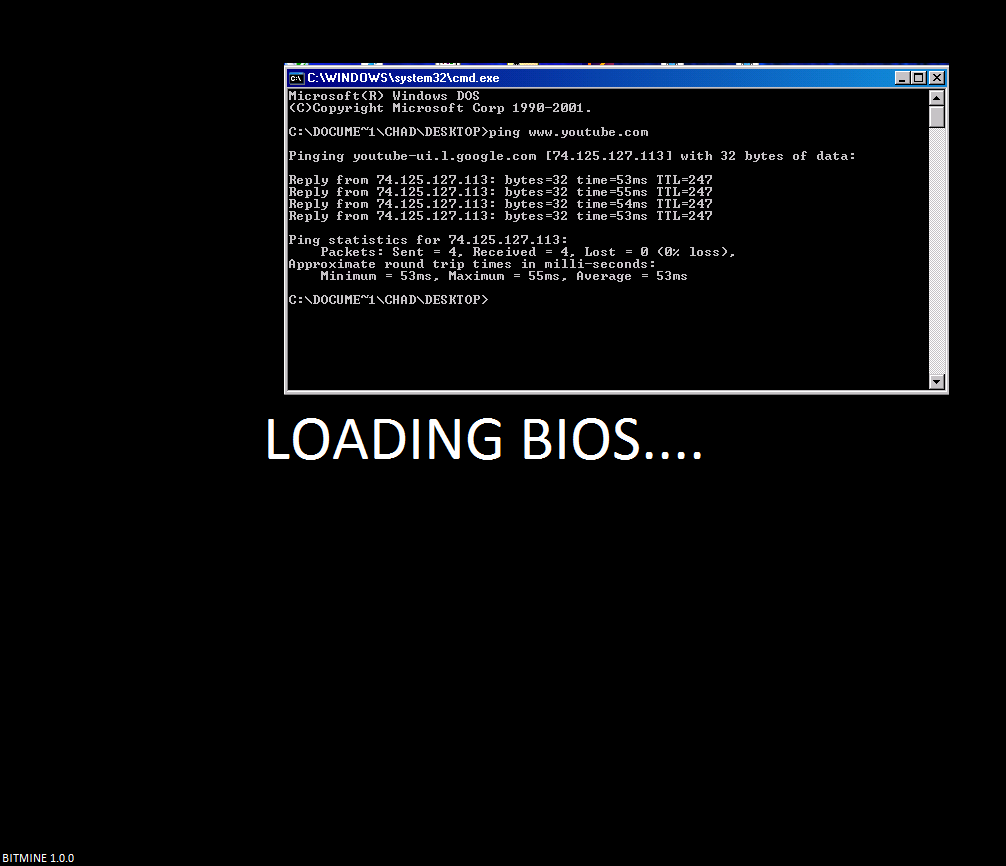 C:\WINDOWS\system32\cmd.exe
Microsoft(R) Windows DOS
(C)Copyright Microsoft Corp 1990-2001.
C:\DOCUME~1\CHAD\DESKTOP>ping www.youtube.com
Pinging youtube-ui.l.google.com [74.125.127.113] with 32 bytes of data:
Reply from 74.125.127.113: bytes=32 time=53ms TTL=247
Reply from 74.125.127.113: bytes=32 time=55ms TTL=247
Reply from 74.125.127.113: bytes=32 time=54ms TTL=247
Reply from 74.125.127.113: bytes=32 time=53ms TTL=247
Ping statistics for 74.125.127.113:
Packets: Sent = 4, Received = 4, Lost = 0 (0% loss),
Approximate round trip times in milli-seconds:
Minimum = 53ms, Maximum = 55ms, Average = 53ms
C:\DOCUME~1\CHAD\DESKTOP>
LOADING BIOS....
BITMINE 1.0.0